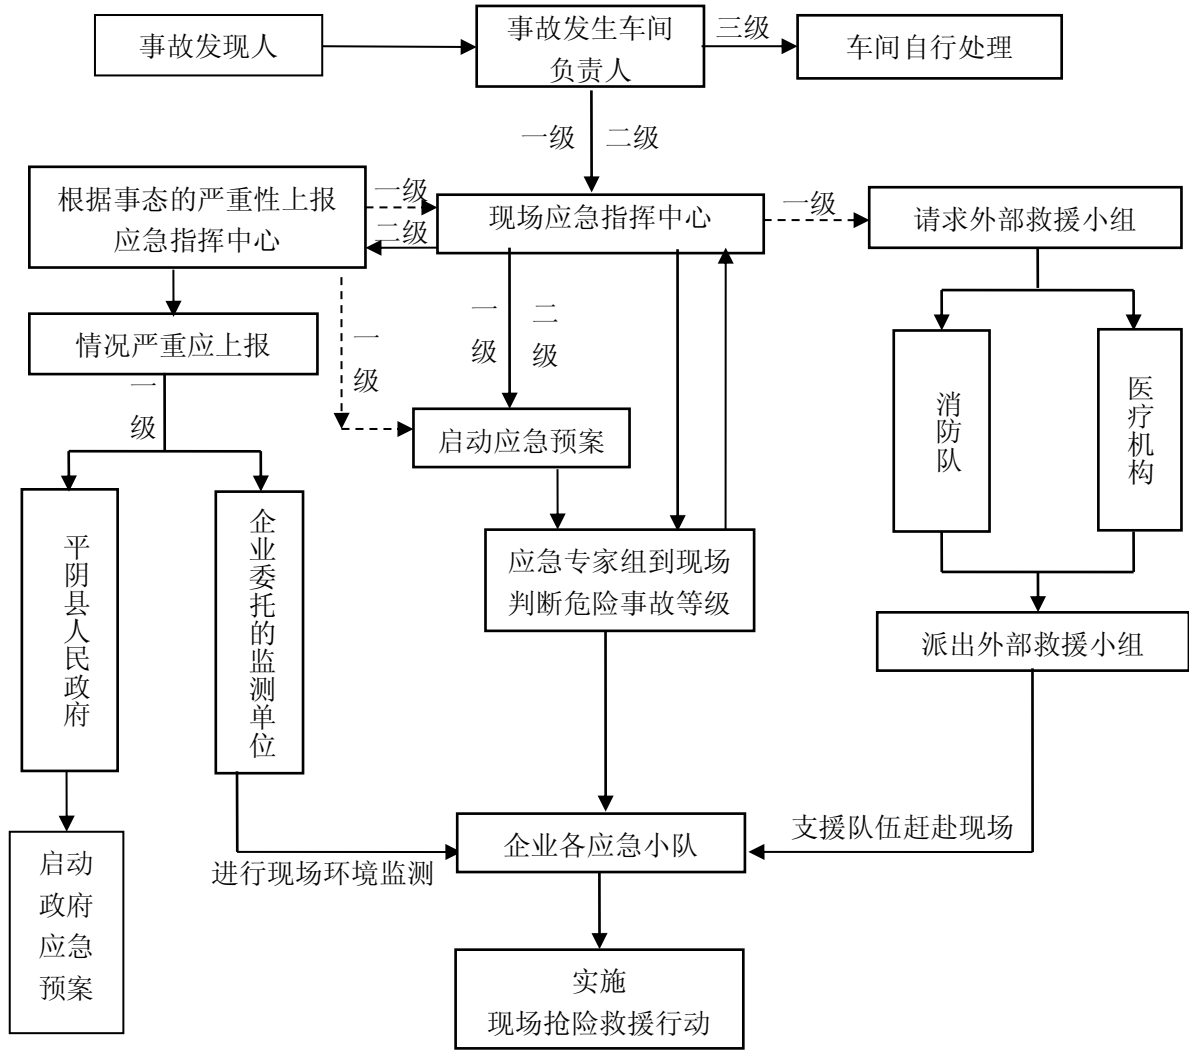 事故发现人
事故发生车间
负责人
三级
车间自行处理
一级
二级
根据事态的严重性上报
应急指挥中心
一级
二级
现场应急指挥中心
一级
请求外部救援小组
情况严重应上报
一级
一级
一级
二级
启动应急预案
消防队
医疗机构
平阴县人民政府
企业委托的监测单位
应急专家组到现场
判断危险事故等级
派出外部救援小组
支援队伍赶赴现场
企业各应急小队
进行现场环境监测
启动
政府
应急
预案
实施
现场抢险救援行动